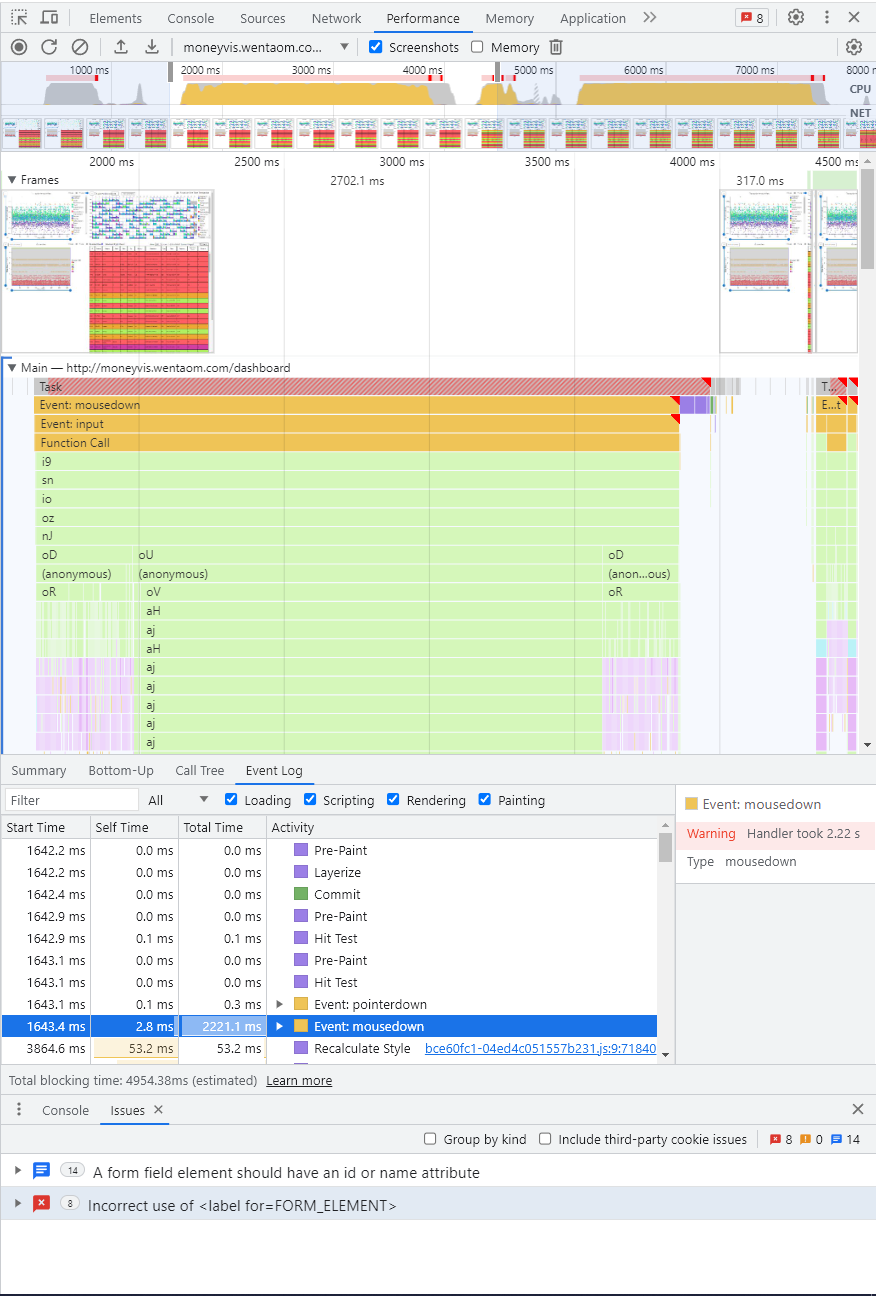 Elements Console Sources Network Performance Memory Application 8
moneyvis.wentaom.co... Screenshots Memory
1000 ms 2000 ms 3000 ms 4000 ms 5000 ms 6000 ms 7000 ms 8000 n
CPU
NET
2000 ms 2500 ms 3000 ms 3500 ms 4000 ms 4500 ms
Frames 2702.1 ms 317.0 ms
Main — http://moneyvis.wentaom.com/dashboard
Task T...
Event: mousedown E...t
Event: input
Function Call
i9
sn
io
oz
nJ
oD oU oD
(anonymous) (anonymous) (anon...ous)
oR oV oR
aH
aj
aH
aj
aj
aj
aj
aj
Summary Bottom-Up Call Tree Event Log
Filter All Loading Scripting Rendering Painting
Start Time Self Time Total Time Activity
1642.2 ms 0.0 ms 0.0 ms Pre-Paint
1642.2 ms 0.0 ms 0.0 ms Layerize
1642.4 ms 0.0 ms 0.0 ms Commit
1642.9 ms 0.0 ms 0.0 ms Pre-Paint
1642.9 ms 0.1 ms 0.1 ms Hit Test
1643.1 ms 0.0 ms 0.0 ms Pre-Paint
1643.1 ms 0.0 ms 0.0 ms Hit Test
1643.1 ms 0.1 ms 0.3 ms Event: pointerdown
1643.4 ms 2.8 ms 2221.1 ms Event: mousedown
3864.6 ms 53.2 ms 53.2 ms Recalculate Style bce60fc1-04ed4c051557b231.js:9:71840
Event: mousedown
Warning Handler took 2.22 s
Type mousedown
Total blocking time: 4954.38ms (estimated) Learn more
Console Issues
Group by kind Include third-party cookie issues 8 0 14
14 A form field element should have an id or name attribute
8 Incorrect use of <label for=FORM_ELEMENT>